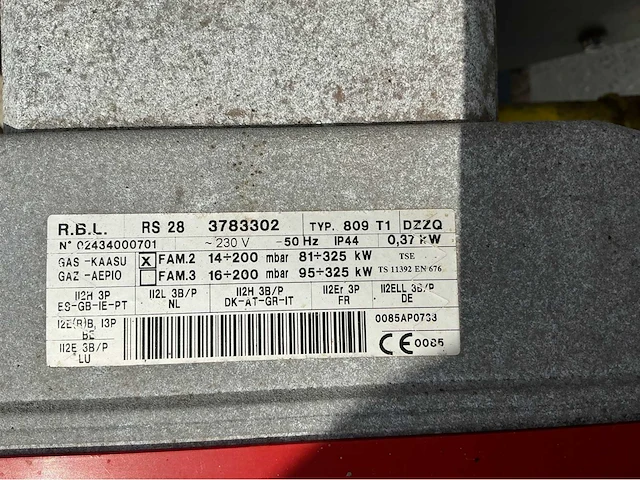 R.B.L. RS 28 3783302 TYP. 809 T1 DZZQ
N° 02434000701 ~230 V ~50 Hz IP44 0,37 kW
GAS -KAASU X FAM.2 14÷200 mbar 81÷325 kW TSE
GAZ -AEPIO FAM.3 16÷200 mbar 95÷325 kW TS 11392 EN 676
II2H 3P II2L 3B/P II2H 3B/P II2Er 3P II2ELL 3B/P
ES-GB-IE-PT NL DK-AT-GR-IT FR DE
I2E(R)B, I3P 0085AP0733
BE
II2E 3B/P CE 0085
LU